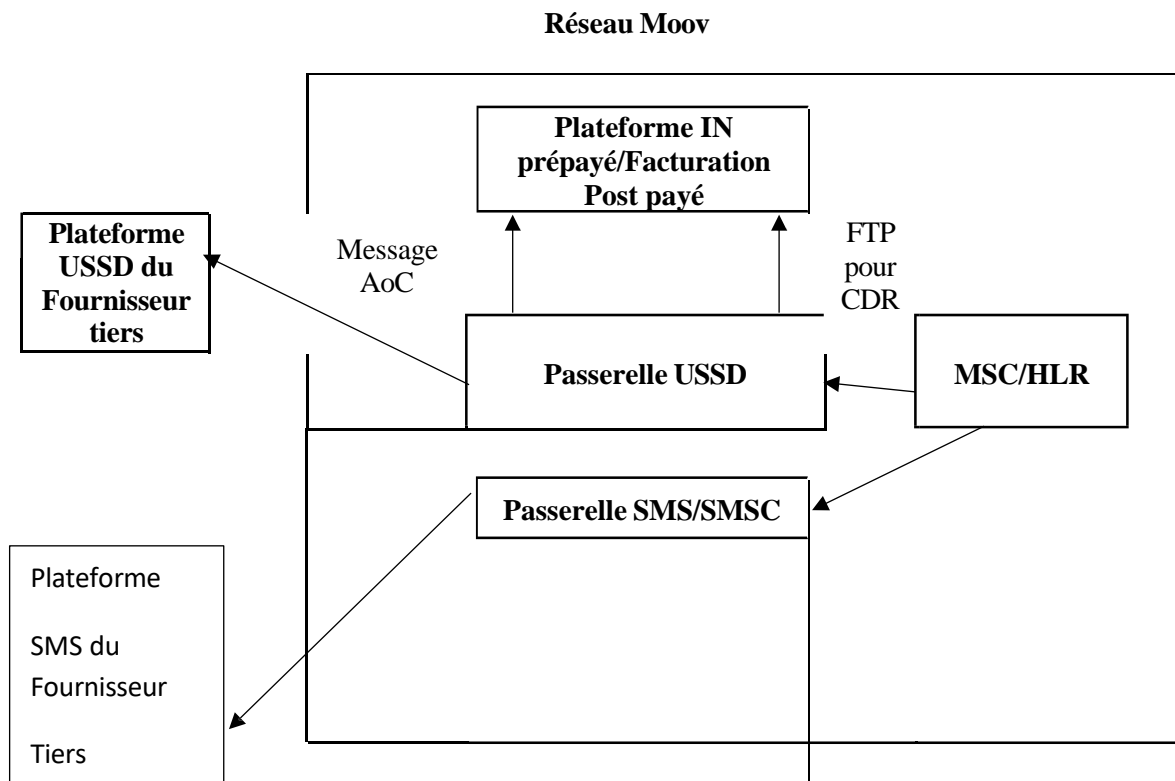 Réseau Moov
Plateforme IN
prépayé/Facturation
Post payé
Plateforme
USSD du
Fournisseur
tiers
Message
AoC
FTP
pour
CDR
Passerelle USSD
MSC/HLR
Passerelle SMS/SMSC
Plateforme
SMS du
Fournisseur
Tiers